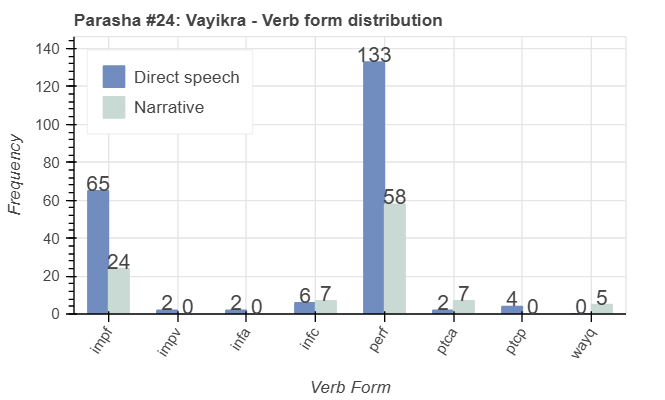 Parasha #24: Vayikra - Verb form distribution
140
120
100
80
60
40
20
0
Frequency
Direct speech
Narrative
65
24
2
0
2
0
6
7
133
58
2
7
4
0
0
5
impf
impv
infa
infc
perf
ptca
ptcp
wayq
Verb Form